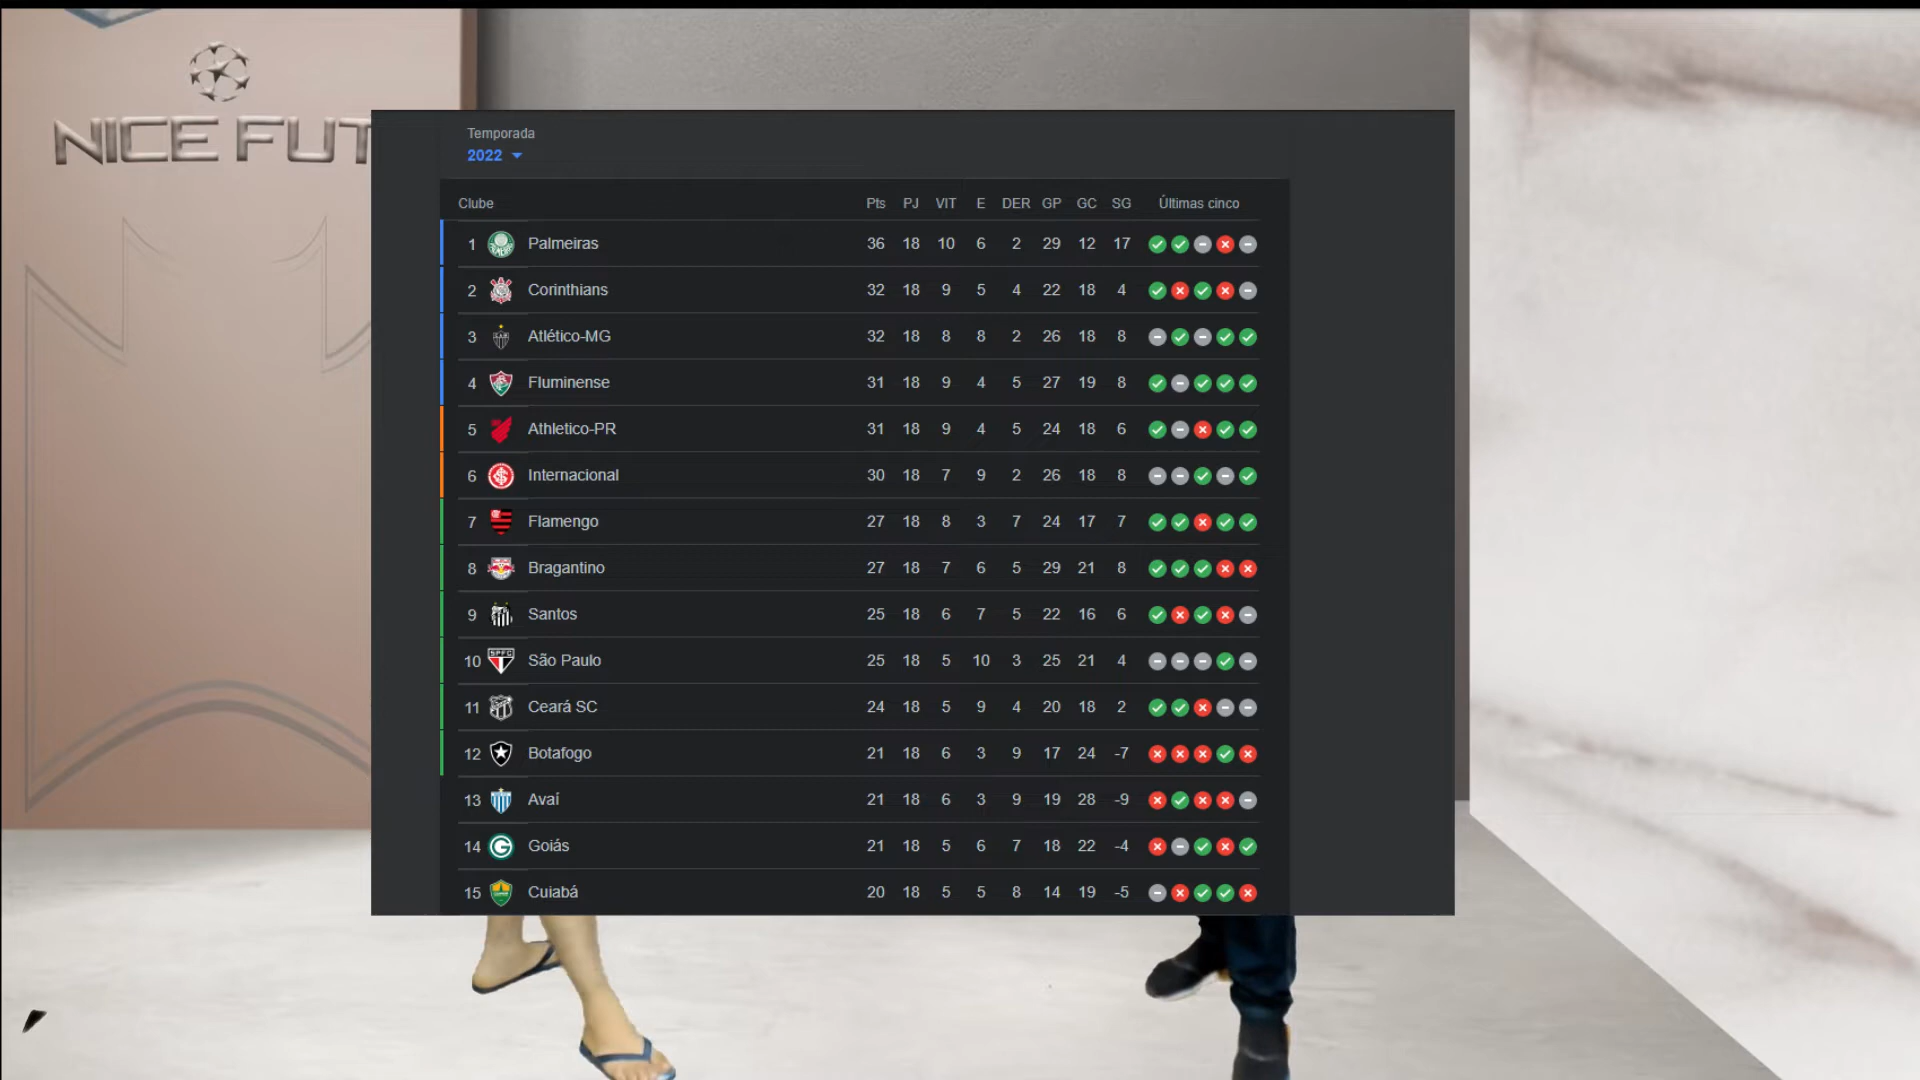 NICE FUT
Temporada
2022
Clube Pts PJ VIT E DER GP GC SG Últimas cinco
1 Palmeiras 36 18 10 6 2 29 12 17
2 Corinthians 32 18 9 5 4 22 18 4
3 Atlético-MG 32 18 8 8 2 26 18 8
4 Fluminense 31 18 9 4 5 27 19 8
5 Athletico-PR 31 18 9 4 5 24 18 6
6 Internacional 30 18 7 9 2 26 18 8
7 Flamengo 27 18 8 3 7 24 17 7
8 Bragantino 27 18 7 6 5 29 21 8
9 Santos 25 18 6 7 5 22 16 6
10 SPFC São Paulo 25 18 5 10 3 25 21 4
11 Ceará SC 24 18 5 9 4 20 18 2
12 Botafogo 21 18 6 3 9 17 24 -7
13 Avaí 21 18 6 3 9 19 28 -9
14 Goiás 21 18 5 6 7 18 22 -4
15 Cuiabá 20 18 5 5 8 14 19 -5